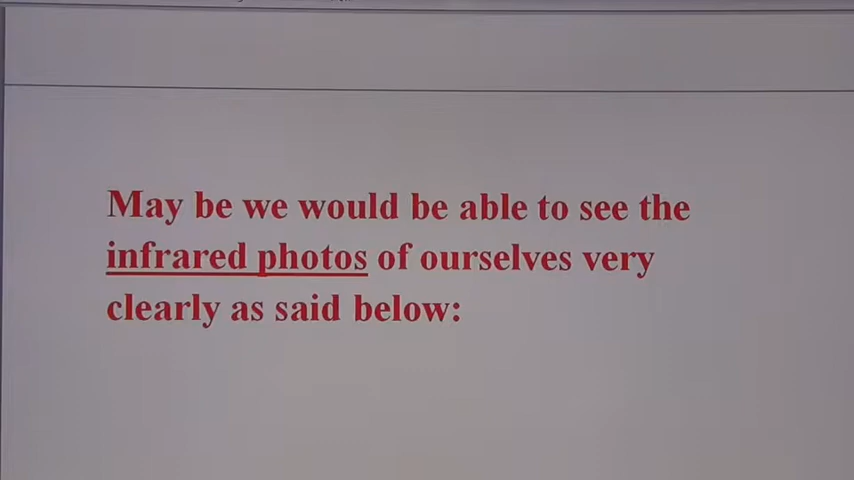 May be we would be able to see the
infrared photos of ourselves very
clearly as said below: